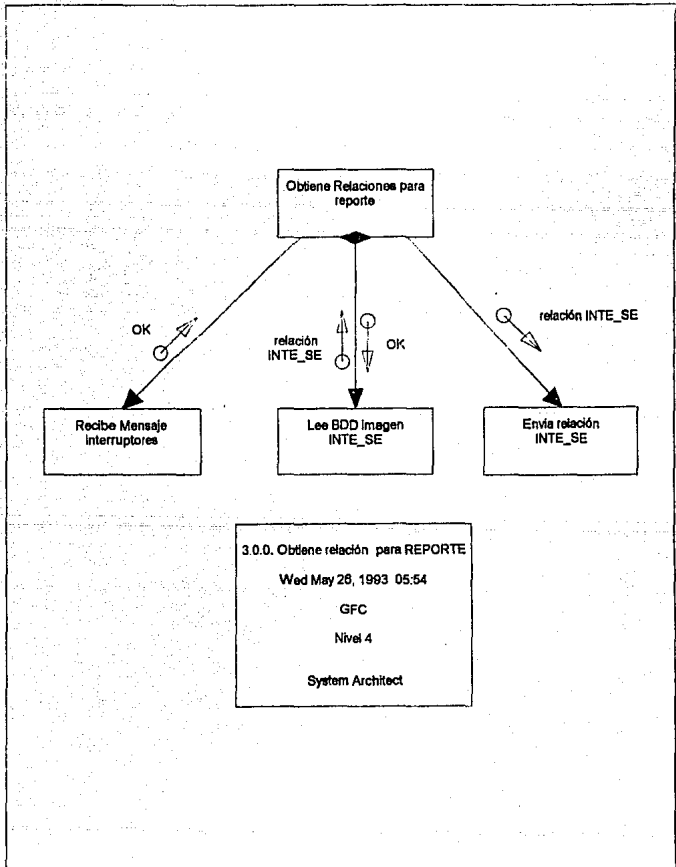 Obtiene Relaciones para
reporte
OK
relación
INTE_SE
OK
relación INTE_SE
Recibe Mensaje
interruptores
Lee BDD Imagen
INTE_SE
Envia relación
INTE_SE
3.0.0. Obtiene relación para REPORTE
Wed May 26, 1993 05:54
GFC
Nivel 4
System Architect